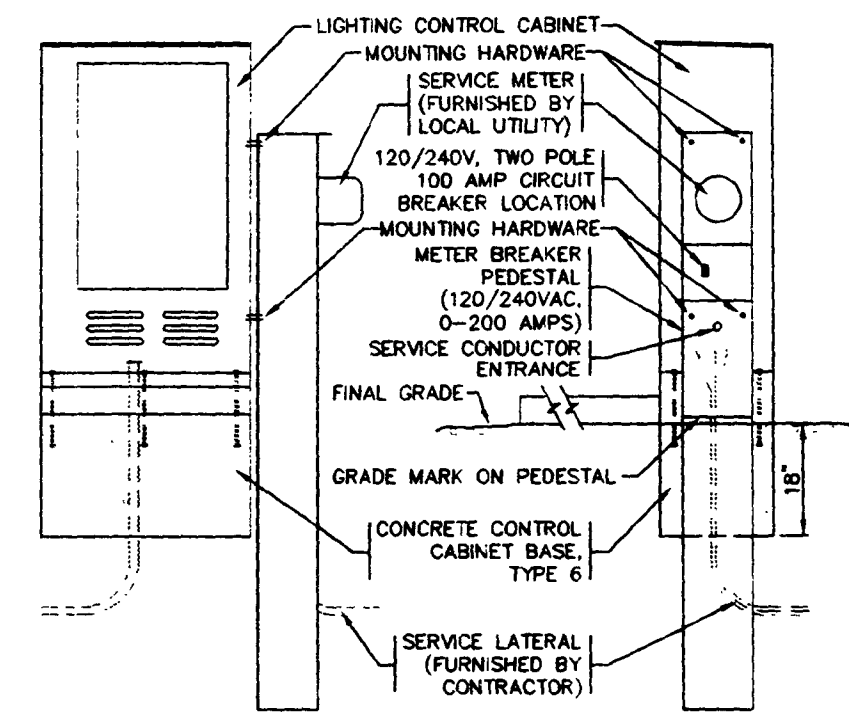 LIGHTING CONTROL CABINET
MOUNTING HARDWARE
SERVICE METER
(FURNISHED BY
LOCAL UTILITY)
120/240V, TWO POLE
100 AMP CIRCUIT
BREAKER LOCATION
MOUNTING HARDWARE
METER BREAKER
PEDESTAL
(120/240VAC,
0-200 AMPS)
SERVICE CONDUCTOR
ENTRANCE
FINAL GRADE
GRADE MARK ON PEDESTAL
18"
CONCRETE CONTROL
CABINET BASE,
TYPE 6
SERVICE LATERAL
(FURNISHED BY
CONTRACTOR)